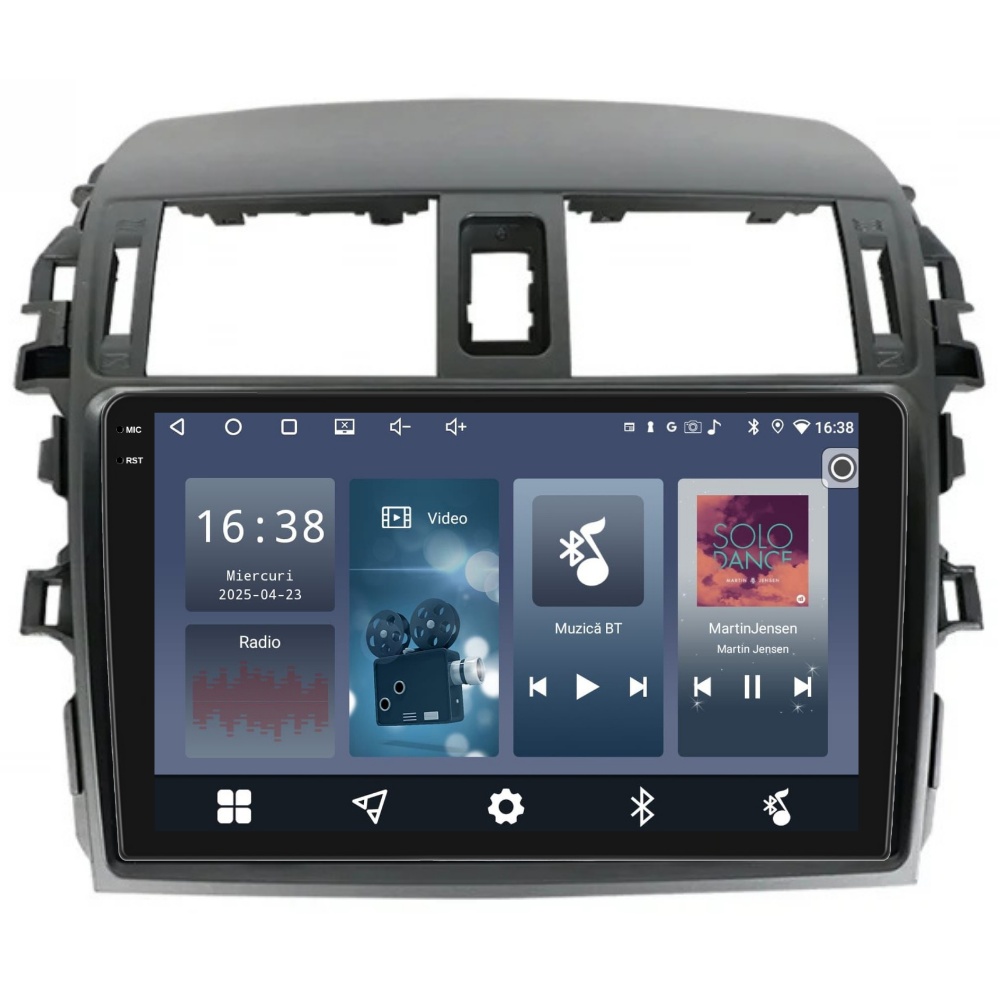 MIC
RST
16:38
16:38
Miercuri
2025-04-23
Radio
Video
Muzică BT
SOLO
DANCE
MARTIN JENSEN
MartinJensen
Martin Jensen
G